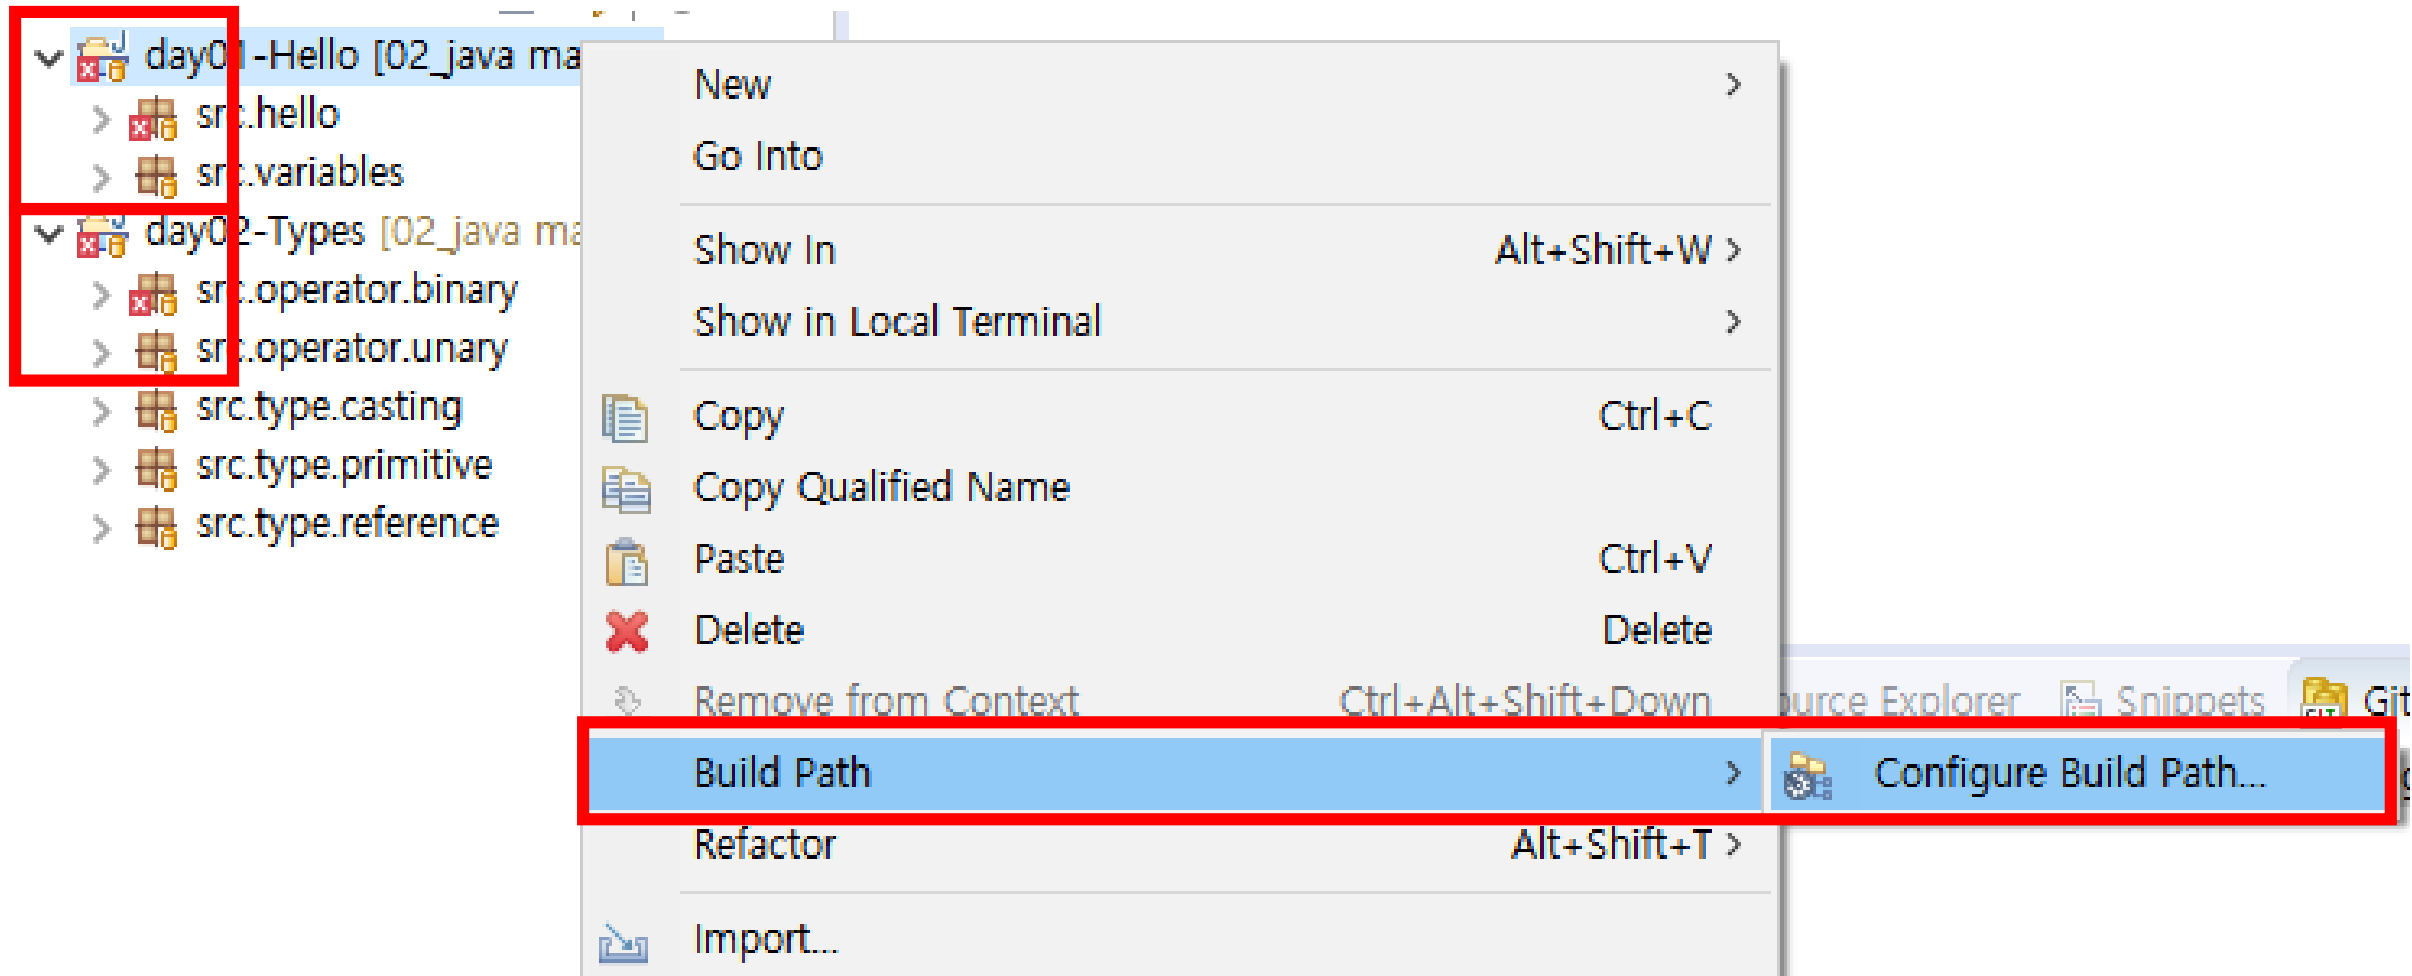 day01-Hello [02_java ma
src.hello
src.variables
day02-Types [02_java ma
src.operator.binary
src.operator.unary
src.type.casting
src.type.primitive
src.type.reference
New
Go Into
Show In Alt+Shift+W
Show in Local Terminal
Copy Ctrl+C
Copy Qualified Name
Paste Ctrl+V
Delete Delete
Remove from Context Ctrl+Alt+Shift+Down
Build Path
Refactor Alt+Shift+T
Import...
Configure Build Path...
ource Explorer Snippets Git